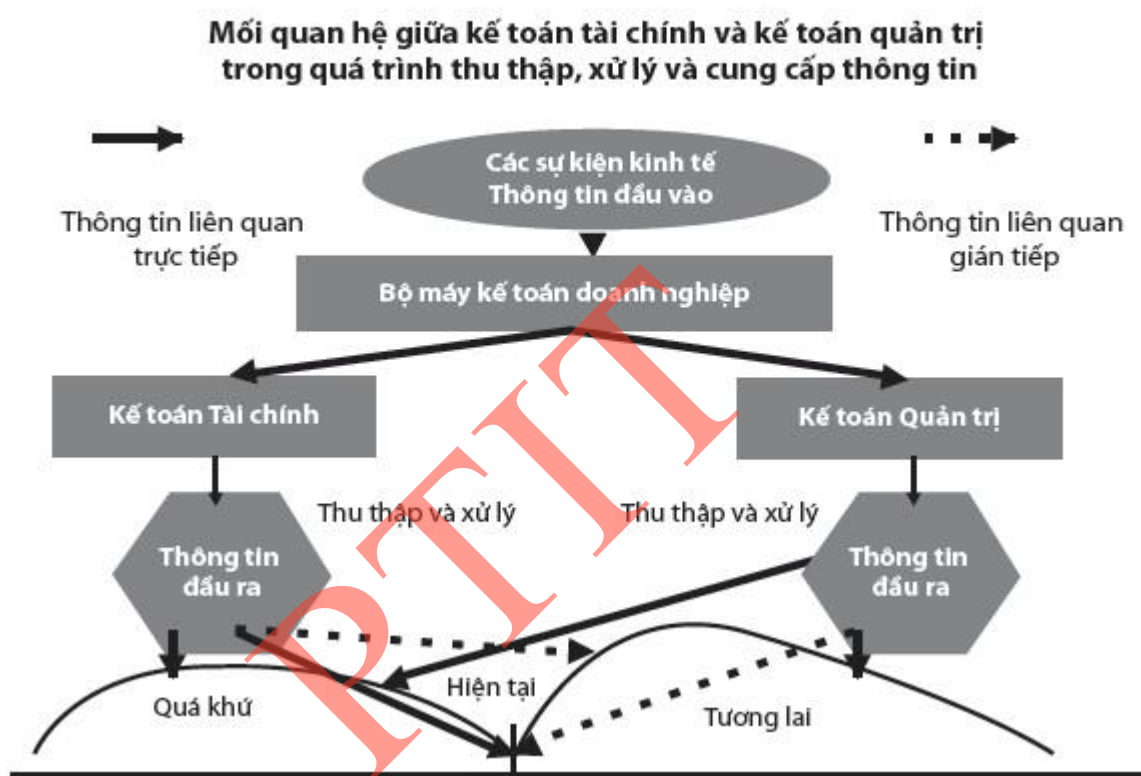 Mối quan hệ giữa kế toán tài chính và kế toán quản trị
trong quá trình thu thập, xử lý và cung cấp thông tin
Các sự kiện kinh tế
Thông tin đầu vào
Thông tin liên quan
trực tiếp
Thông tin liên quan
gián tiếp
Bộ máy kế toán doanh nghiệp
Kế toán Tài chính
Kế toán Quản trị
Thu thập và xử lý
Thu thập và xử lý
Thông tin
đầu ra
Thông tin
đầu ra
Quá khứ
Hiện tại
Tương lai
PTIT